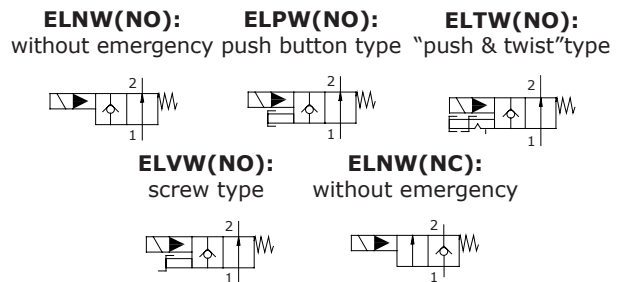 ELNW(NO): ELPW(NO): ELTW(NO):
without emergency push button type “push & twist”type
2 2 2
1 1 1
ELVW(NO): ELNW(NC):
screw type without emergency
2 2
1 1